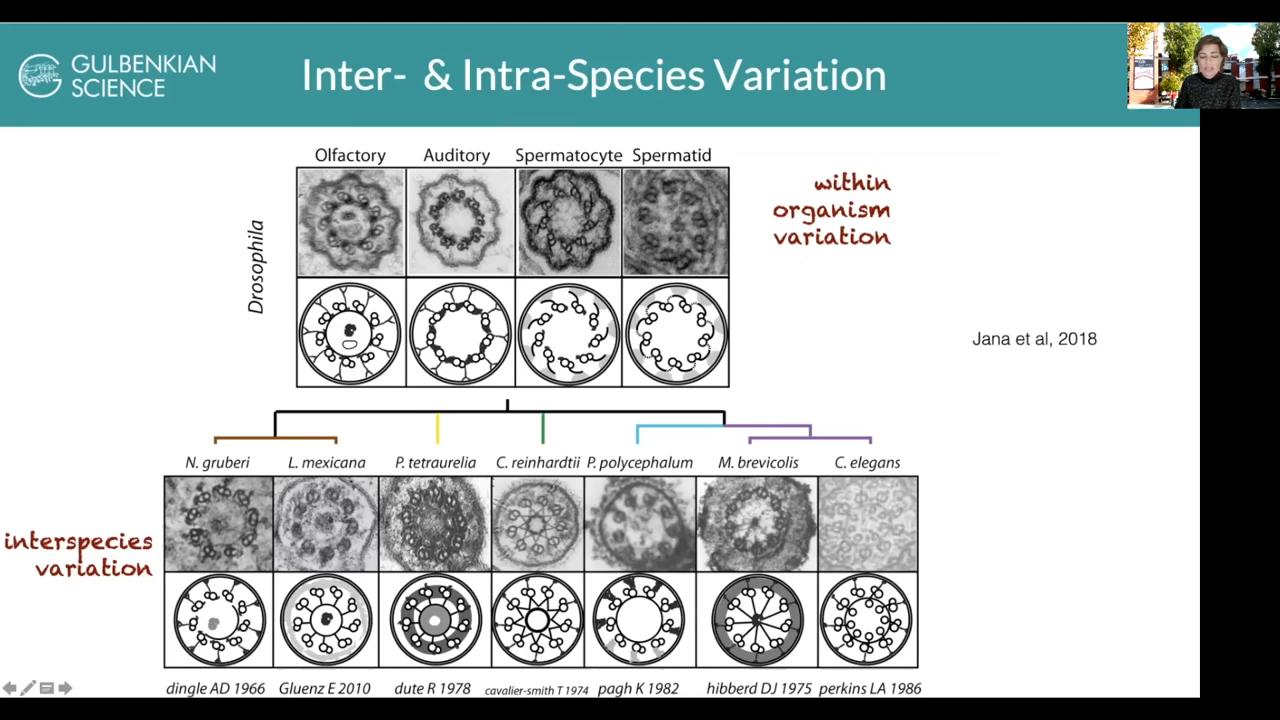 GULBENKIAN
SCIENCE
Inter- & Intra-Species Variation
Olfactory Auditory Spermatocyte Spermatid
Drosophila
within
organism
variation
Jana et al, 2018
N. gruberi L. mexicana P. tetraurelia C. reinhardtii P. polycephalum M. brevicolis C. elegans
interspecies
variation
dingle AD 1966 Gluenz E 2010 dute R 1978 cavalier-smith T 1974 pagh K 1982 hibberd DJ 1975 perkins LA 1986